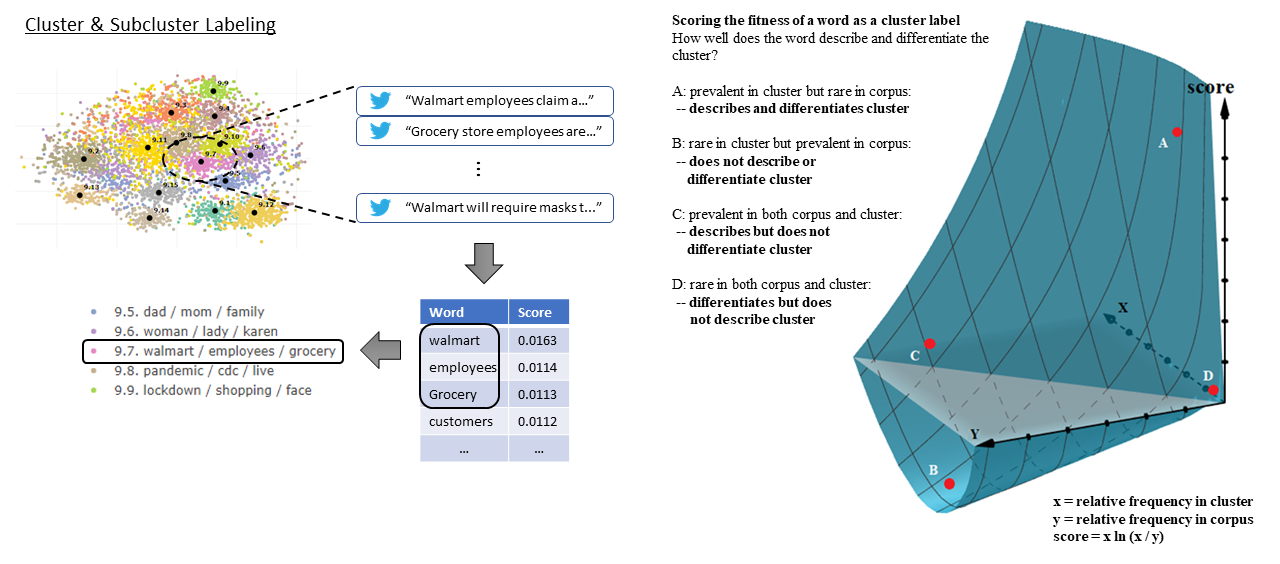 Cluster & Subcluster Labeling
9.9
9.3
9.4
9.8
9.10
9.11
9.6
9.2
9.7
9.5
9.13
9.15
9.1
9.12
9.14
“Walmart employees claim a...”
“Grocery store employees are...”
“Walmart will require masks t...”
9.5. dad / mom / family
9.6. woman / lady / karen
9.7. walmart / employees / grocery
9.8. pandemic / cdc / live
9.9. lockdown / shopping / face
Word Score
walmart 0.0163
employees 0.0114
Grocery 0.0113
customers 0.0112
... ...
Scoring the fitness of a word as a cluster label
How well does the word describe and differentiate the
cluster?
A: prevalent in cluster but rare in corpus:
-- describes and differentiates cluster
B: rare in cluster but prevalent in corpus:
-- does not describe or
differentiate cluster
C: prevalent in both corpus and cluster:
-- describes but does not
differentiate cluster
D: rare in both corpus and cluster:
-- differentiates but does
not describe cluster
score
A
X
C
D
Y
B
x = relative frequency in cluster
y = relative frequency in corpus
score = x ln (x / y)